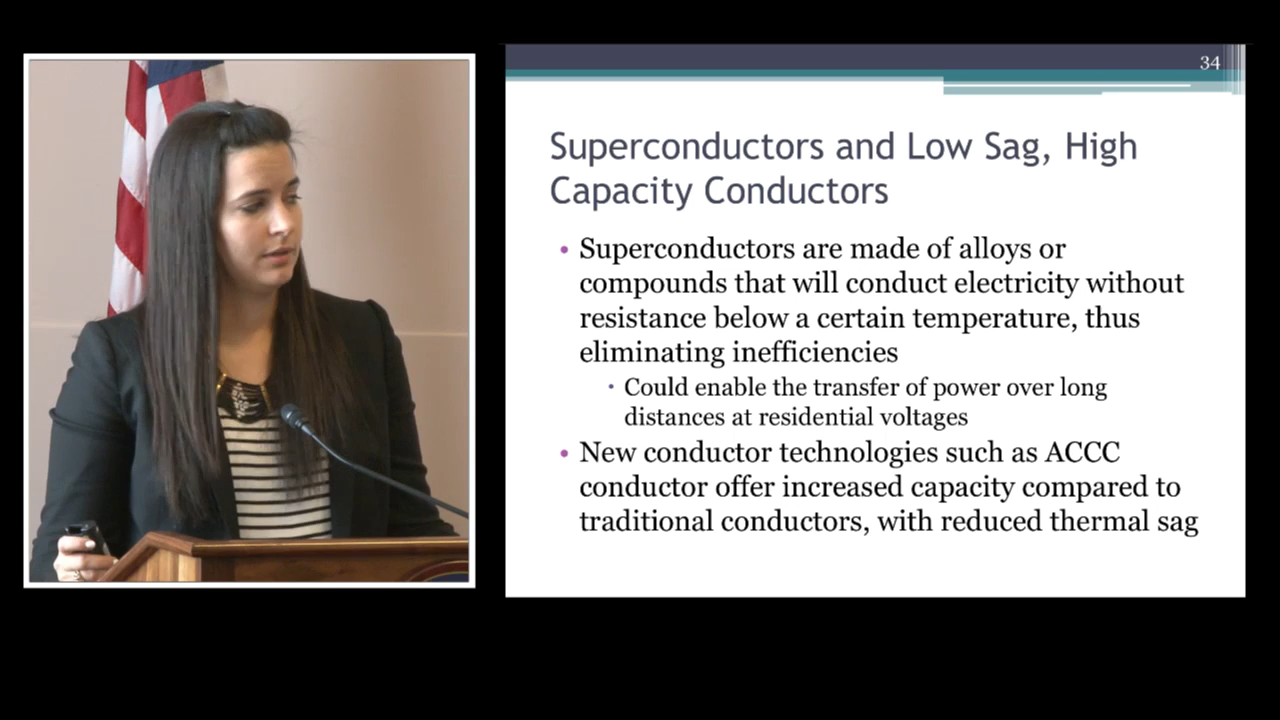 34
Superconductors and Low Sag, High
Capacity Conductors
• Superconductors are made of alloys or
compounds that will conduct electricity without
resistance below a certain temperature, thus
eliminating inefficiencies
• Could enable the transfer of power over long
distances at residential voltages
• New conductor technologies such as ACCC
conductor offer increased capacity compared to
traditional conductors, with reduced thermal sag